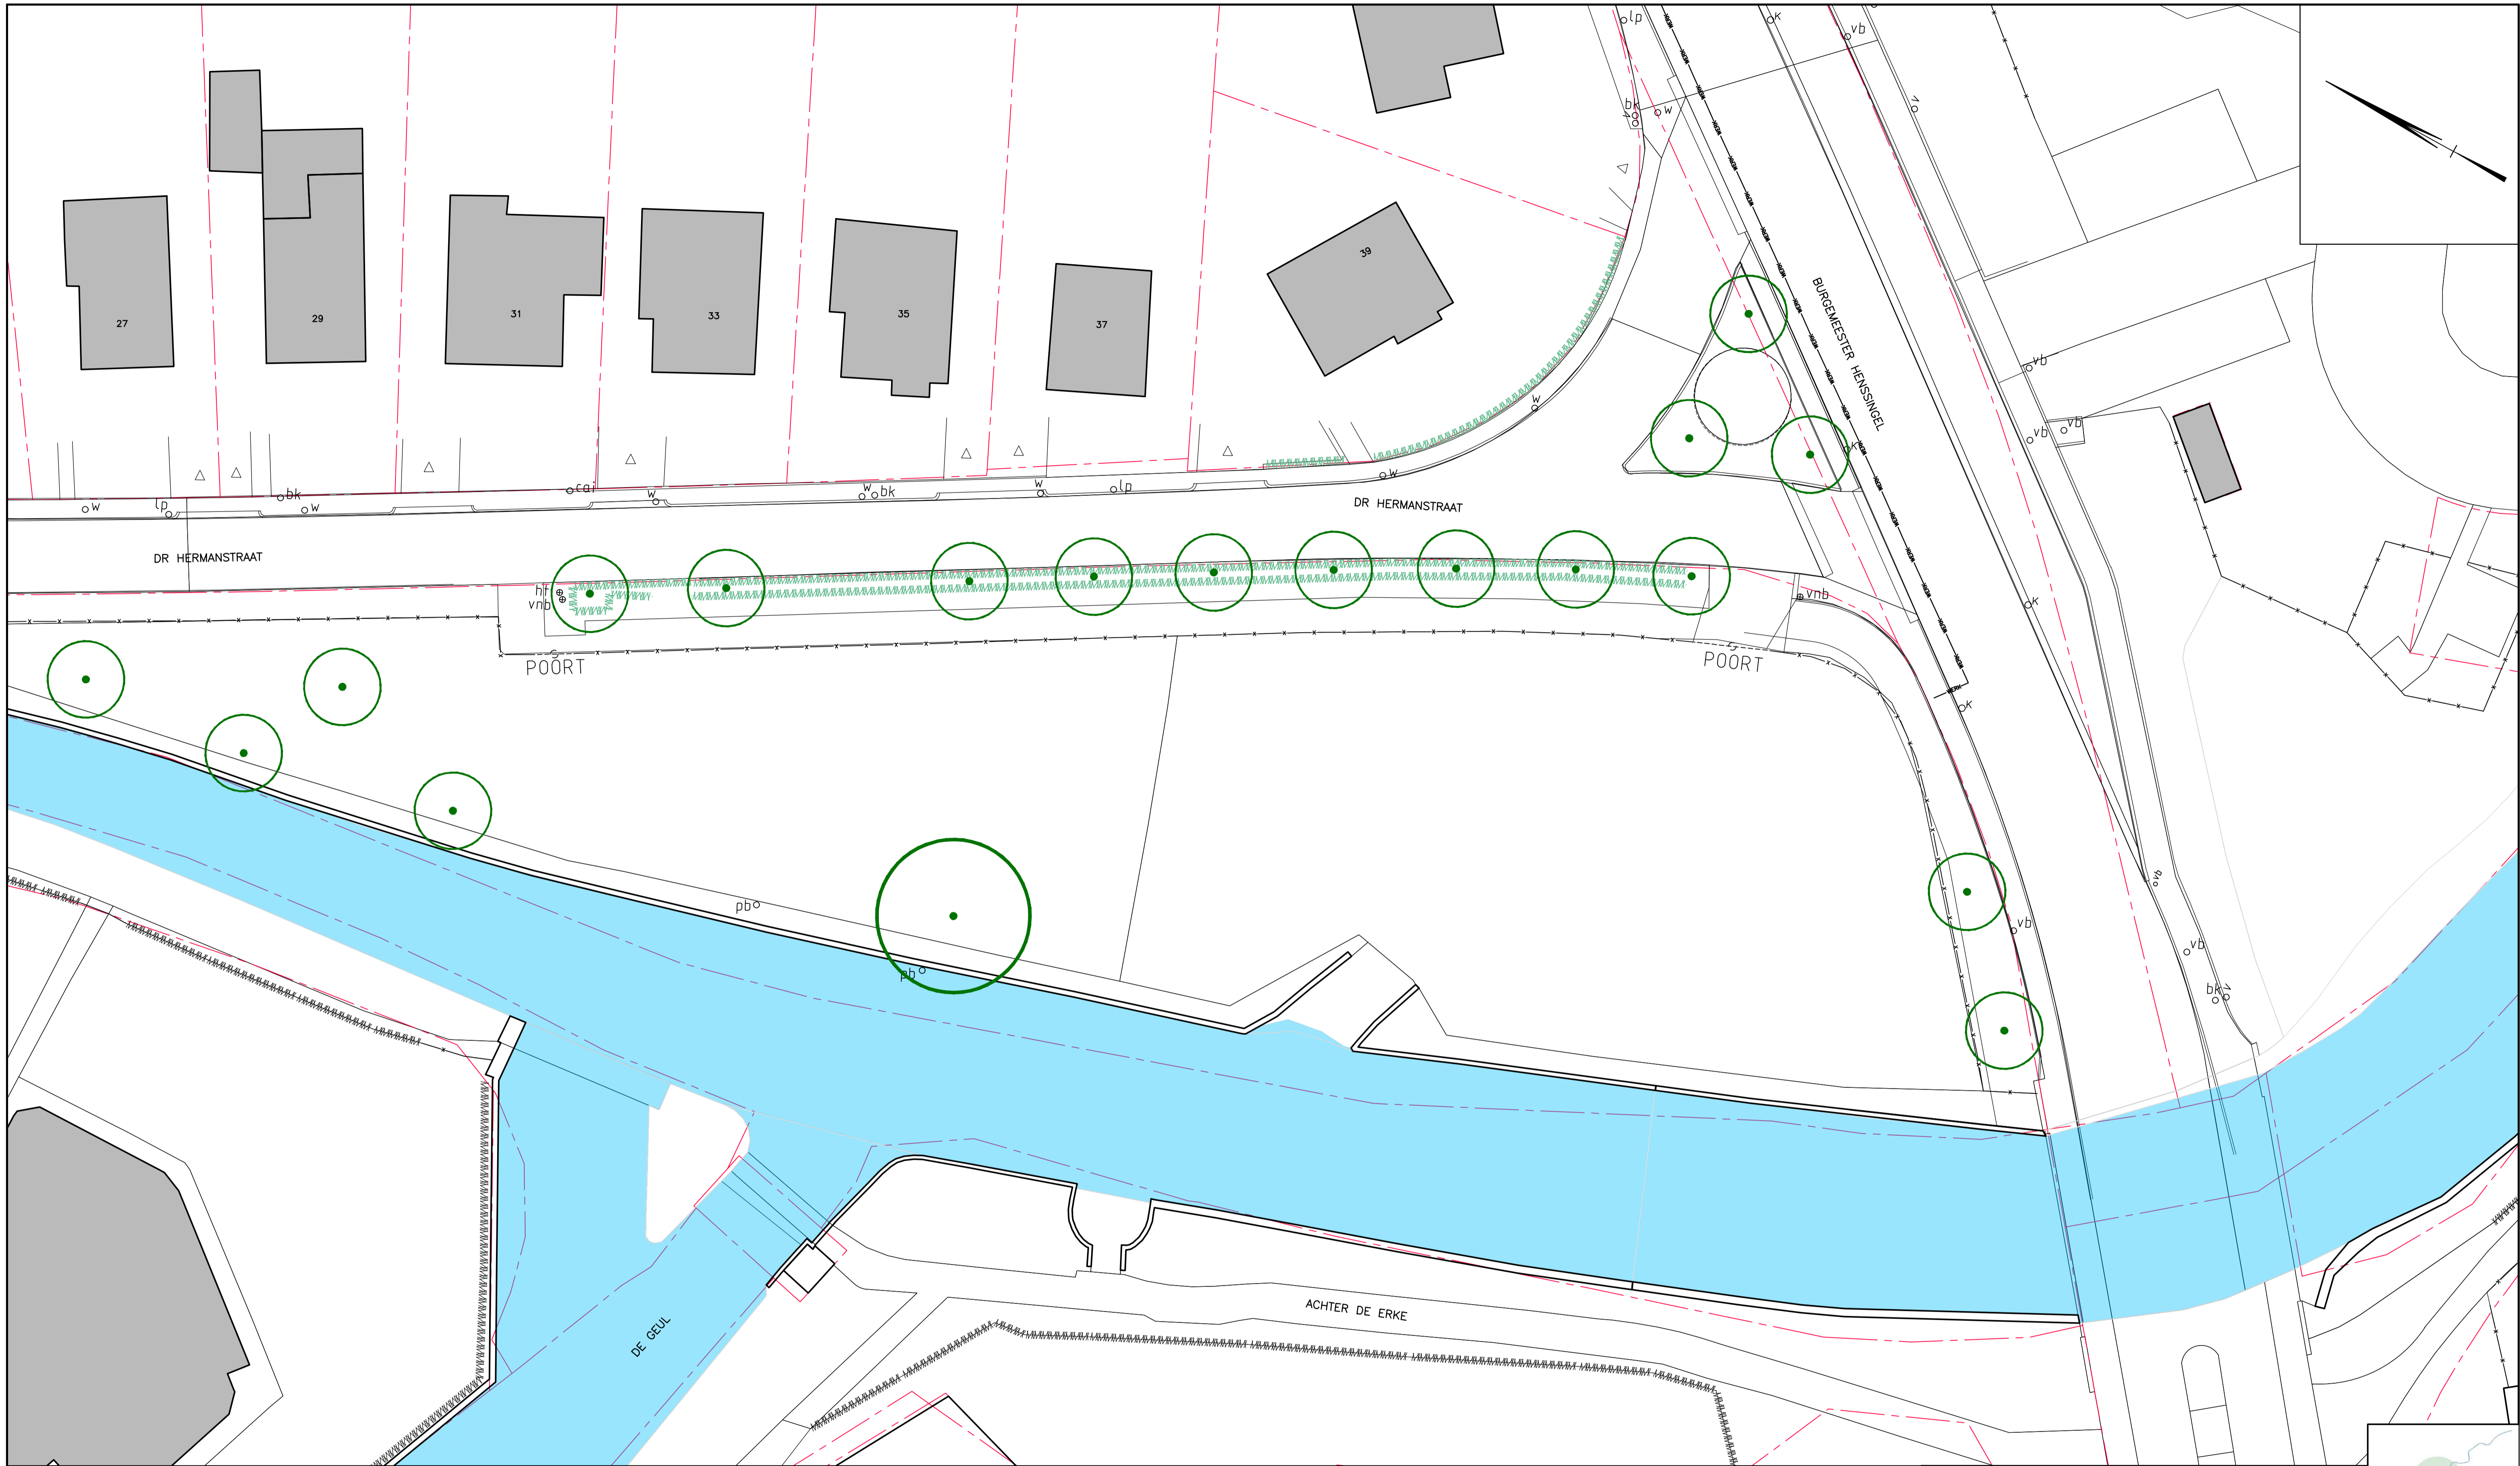 lp
k
vb
bk
w
BURGEMEESTER HENSSINGEL
39
27
29
31
33
35
37
vb
vb
vb
k
w
w
lp
bk
w
cai
w
w
bk
w
lp
w
DR HERMANSTRAAT
DR HERMANSTRAAT
hf
vnb
vnb
k
POORT
POORT
k
vb
pb
vb
vb
pb
bk
ACHTER DE ERKE
DE GEUL